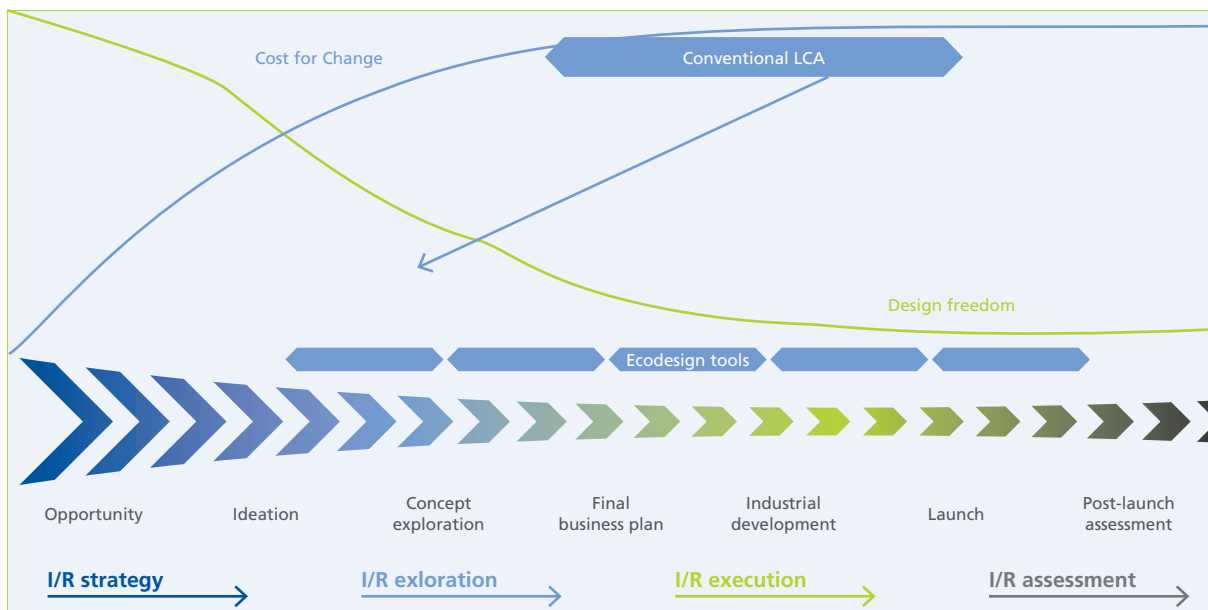 Cost for Change
Conventional LCA
Design freedom
Ecodesign tools
Opportunity
Ideation
Concept
exploration
Final
business plan
Industrial
development
Launch
Post-launch
assessment
I/R strategy
I/R exloration
I/R execution
I/R assessment